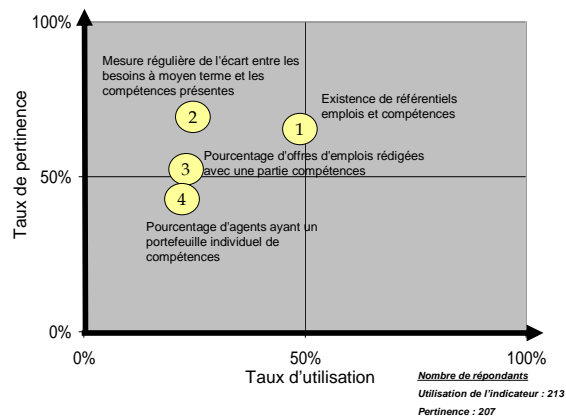 100%
Mesure régulière de l'écart entre les
besoins à moyen terme et les
compétences présentes
2
Existence de référentiels
emplois et compétences
1
Taux de pertinence
3
Pourcentage d'offres d'emplois rédigées
avec une partie compétences
50%
4
Pourcentage d'agents ayant un
portefeuille individuel de
compétences
0%
0%
50%
100%
Taux d'utilisation
Nombre de répondants
Utilisation de l'indicateur : 213
Pertinence : 207